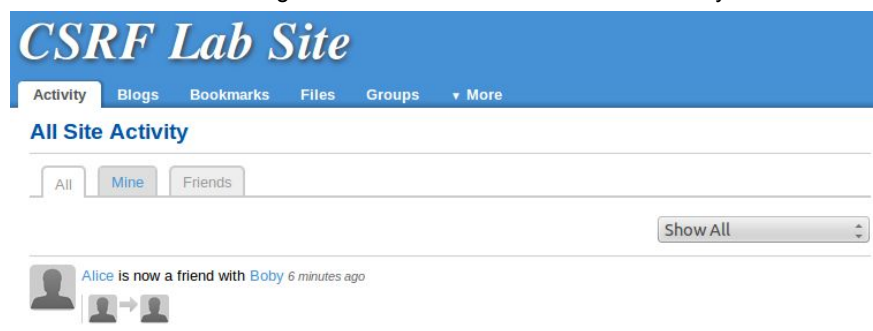 CSRF Lab Site
Activity Blogs Bookmarks Files Groups ▼ More
All Site Activity
All Mine Friends
Show All
Alice is now a friend with Boby 6 minutes ago